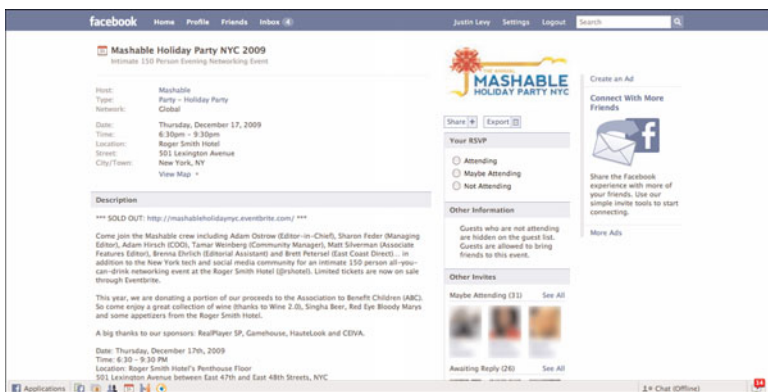 facebook Home Profile Friends Inbox 4 Justin Levy Settings Logout Search
Mashable Holiday Party NYC 2009
Intimate 150 Person Evening Networking Event
Host: Mashable
Type: Party - Holiday Party
Network: Global
Date: Thursday, December 17, 2009
Time: 6:30pm - 9:30pm
Location: Roger Smith Hotel
Street: 501 Lexington Avenue
City/Town: New York, NY
View Map
Description
*** SOLD OUT: http://mashableholidaynyc.eventbrite.com/ ***
Come join the Mashable crew including Adam Ostrow (Editor-in-Chief), Sharon Feder (Managing
Editor), Adam Hirsch (COO), Tamar Weinberg (Community Manager), Matt Silverman (Associate
Features Editor), Brenna Ehrlich (Editorial Assistant) and Brett Petersel (East Coast Direct)... in
addition to the New York tech and social media community for an intimate 150 person all-you-
can-drink networking event at the Roger Smith Hotel (@rshotel). Limited tickets are now on sale
through Eventbrite.
This year, we are donating a portion of our proceeds to the Association to Benefit Children (ABC).
So come enjoy a great collection of wine (thanks to Wine 2.0), Singha Beer, Red Eye Bloody Marys
and some appetizers from the Roger Smith Hotel.
A big thanks to our sponsors: RealPlayer SP, Gamehouse, HauteLook and CEIVA.
Date: Thursday, December 17th, 2009
Time: 6:30 - 9:30 PM
Location: Roger Smith Hotel's Penthouse Floor
501 Lexington Avenue between East 47th and East 48th Streets, NYC
MASHABLE
HOLIDAY PARTY NYC
Share + Export
Your RSVP
Attending
Maybe Attending
Not Attending
Other Information
Guests who are not attending
are hidden on the guest list.
Guests are allowed to bring
friends to this event.
Other Invites
Maybe Attending (31) See All
Awaiting Reply (26) See All
Create an Ad
Connect With More
Friends
Share the Facebook
experience with more of
your friends. Use our
simple invite tools to start
connecting.
More Ads
Applications Chat (Offline) 14